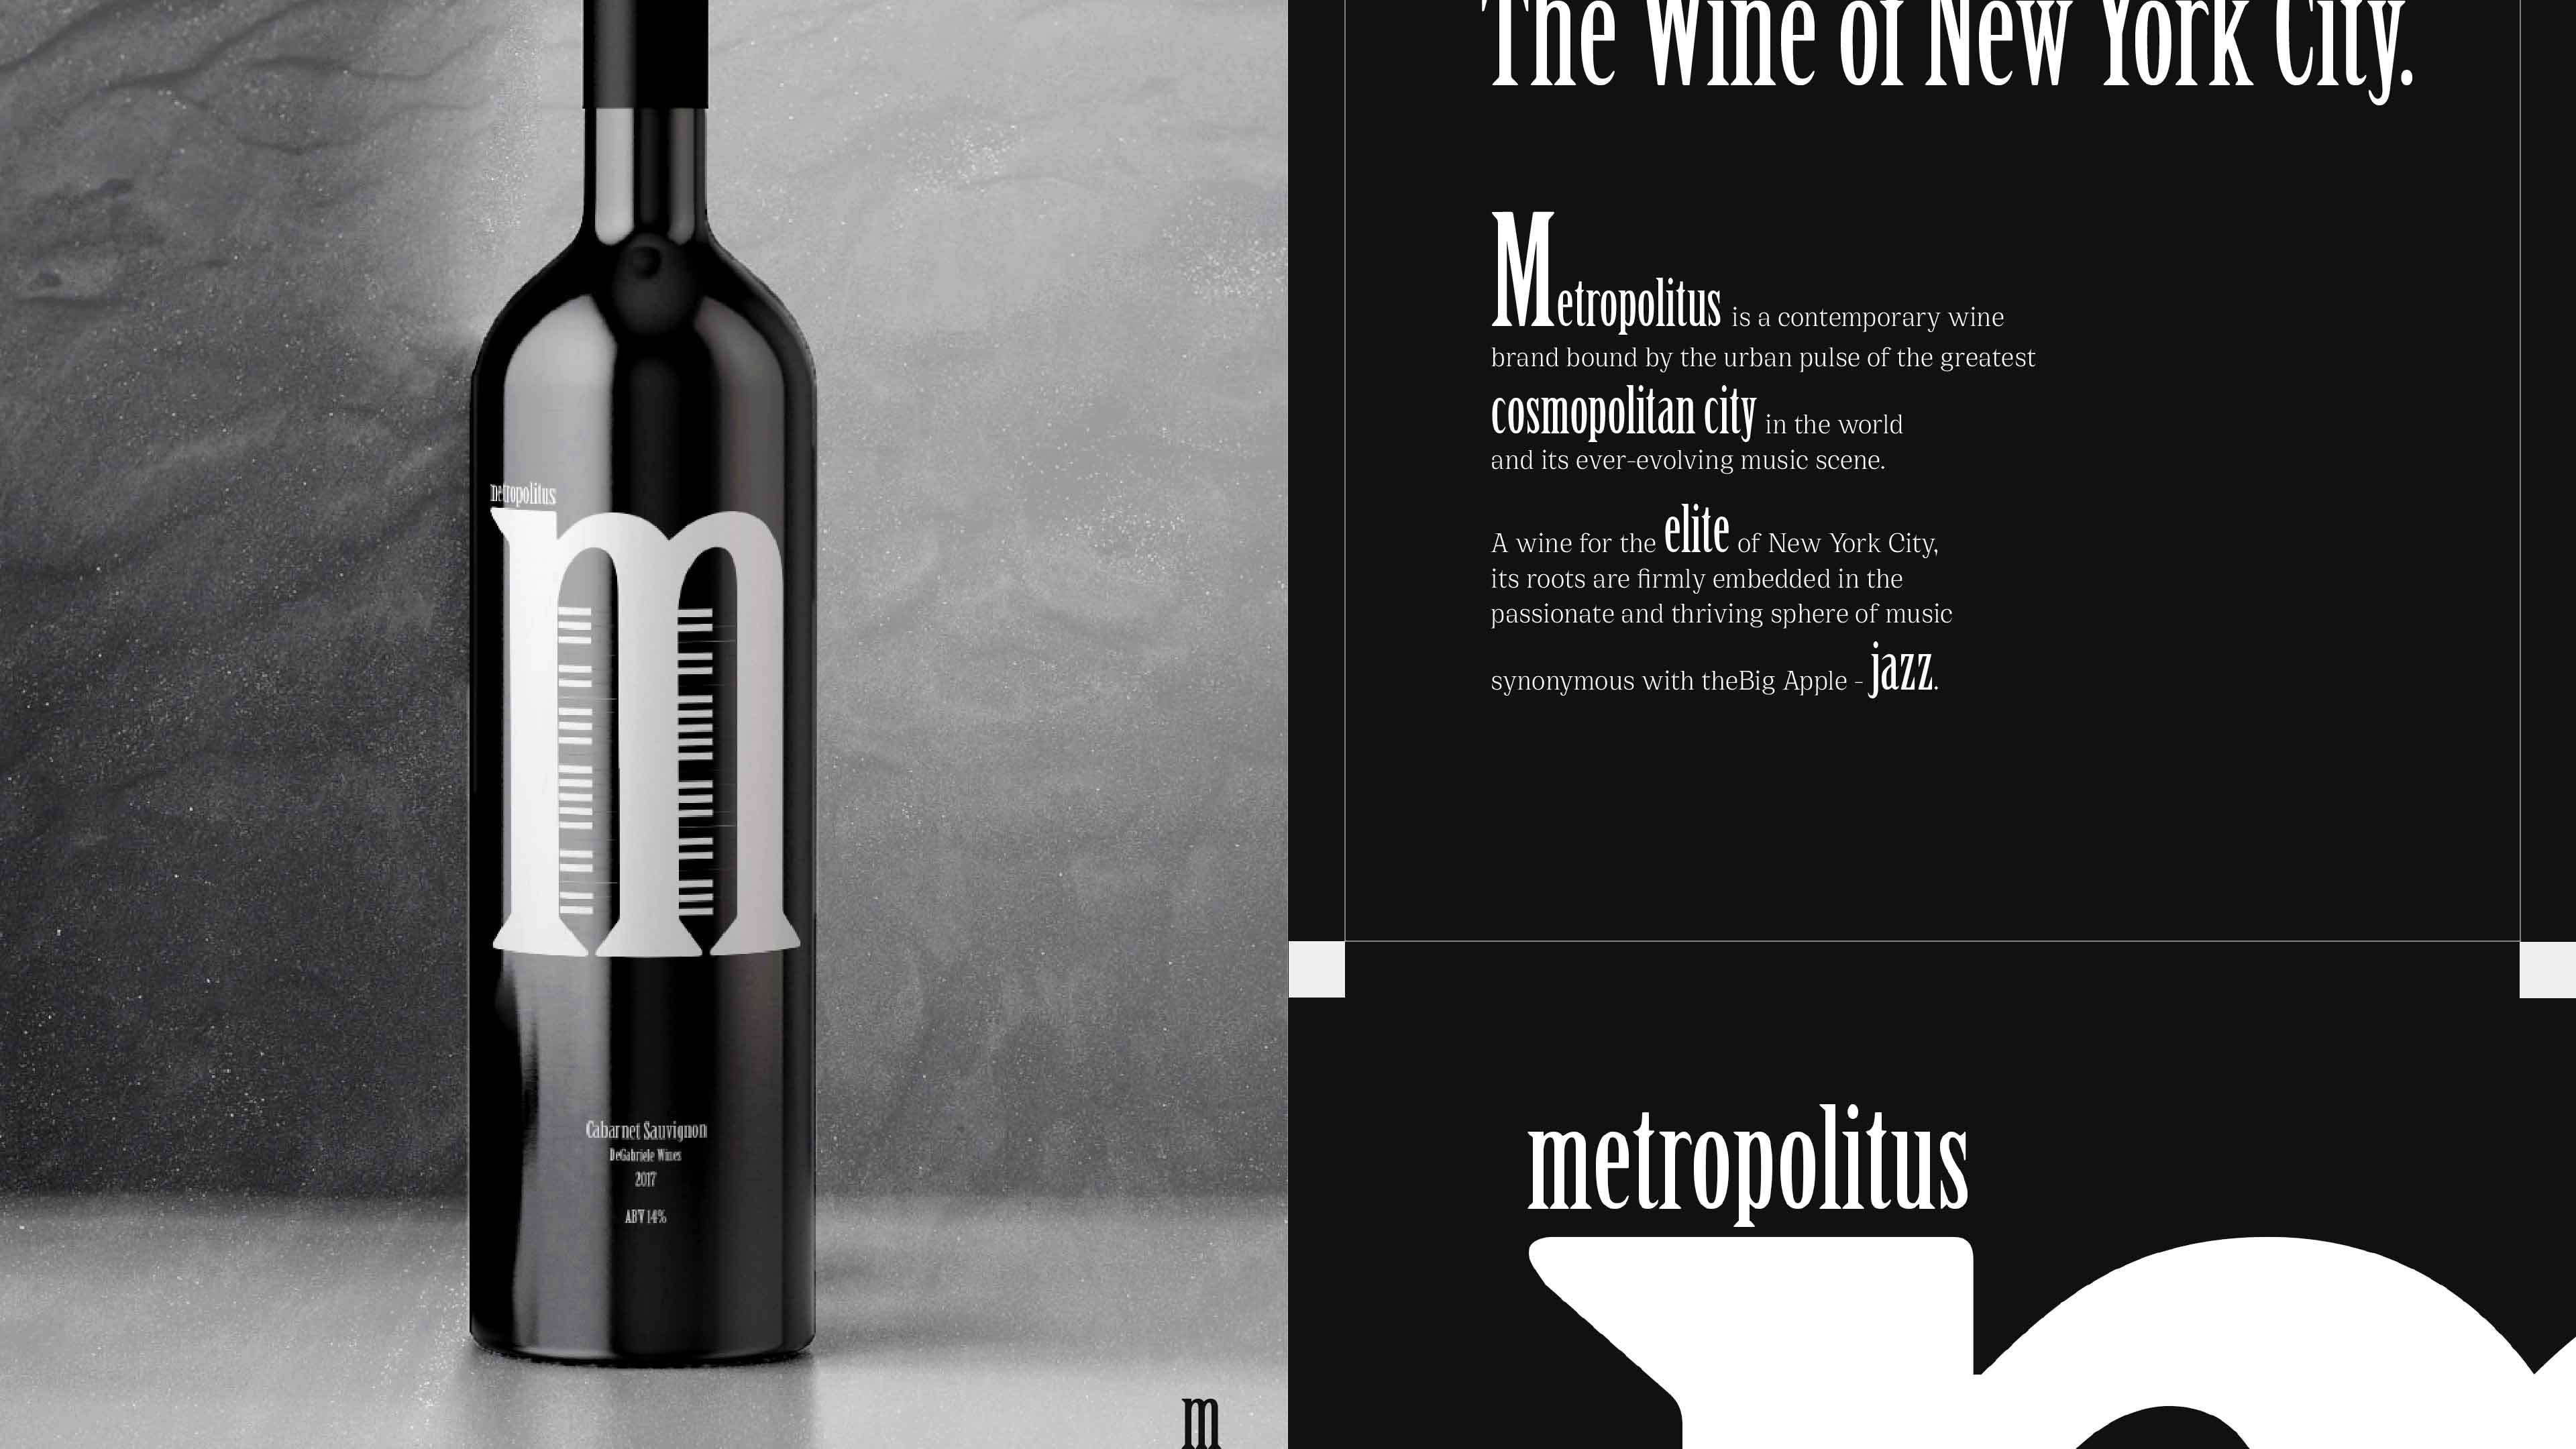 metropolitus
m
Cabarnet Sauvignon
DeGabriele Wines
2017
ABV 14%
m
The Wine of New York City.
Metropolitus is a contemporary wine
brand bound by the urban pulse of the greatest
cosmopolitan city in the world
and its ever-evolving music scene.
A wine for the elite of New York City,
its roots are firmly embedded in the
passionate and thriving sphere of music
synonymous with theBig Apple - jazz.
metropolitus
m